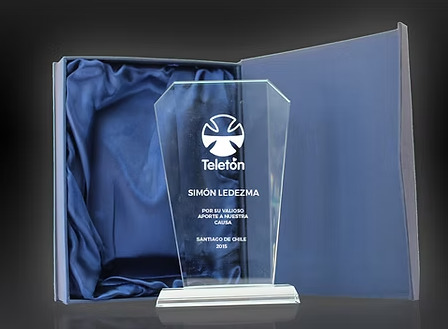 Teletón
SIMÓN LEDEZMA
POR SU VALIOSO
APORTE A NUESTRA
CAUSA
SANTIAGO DE CHILE
2015